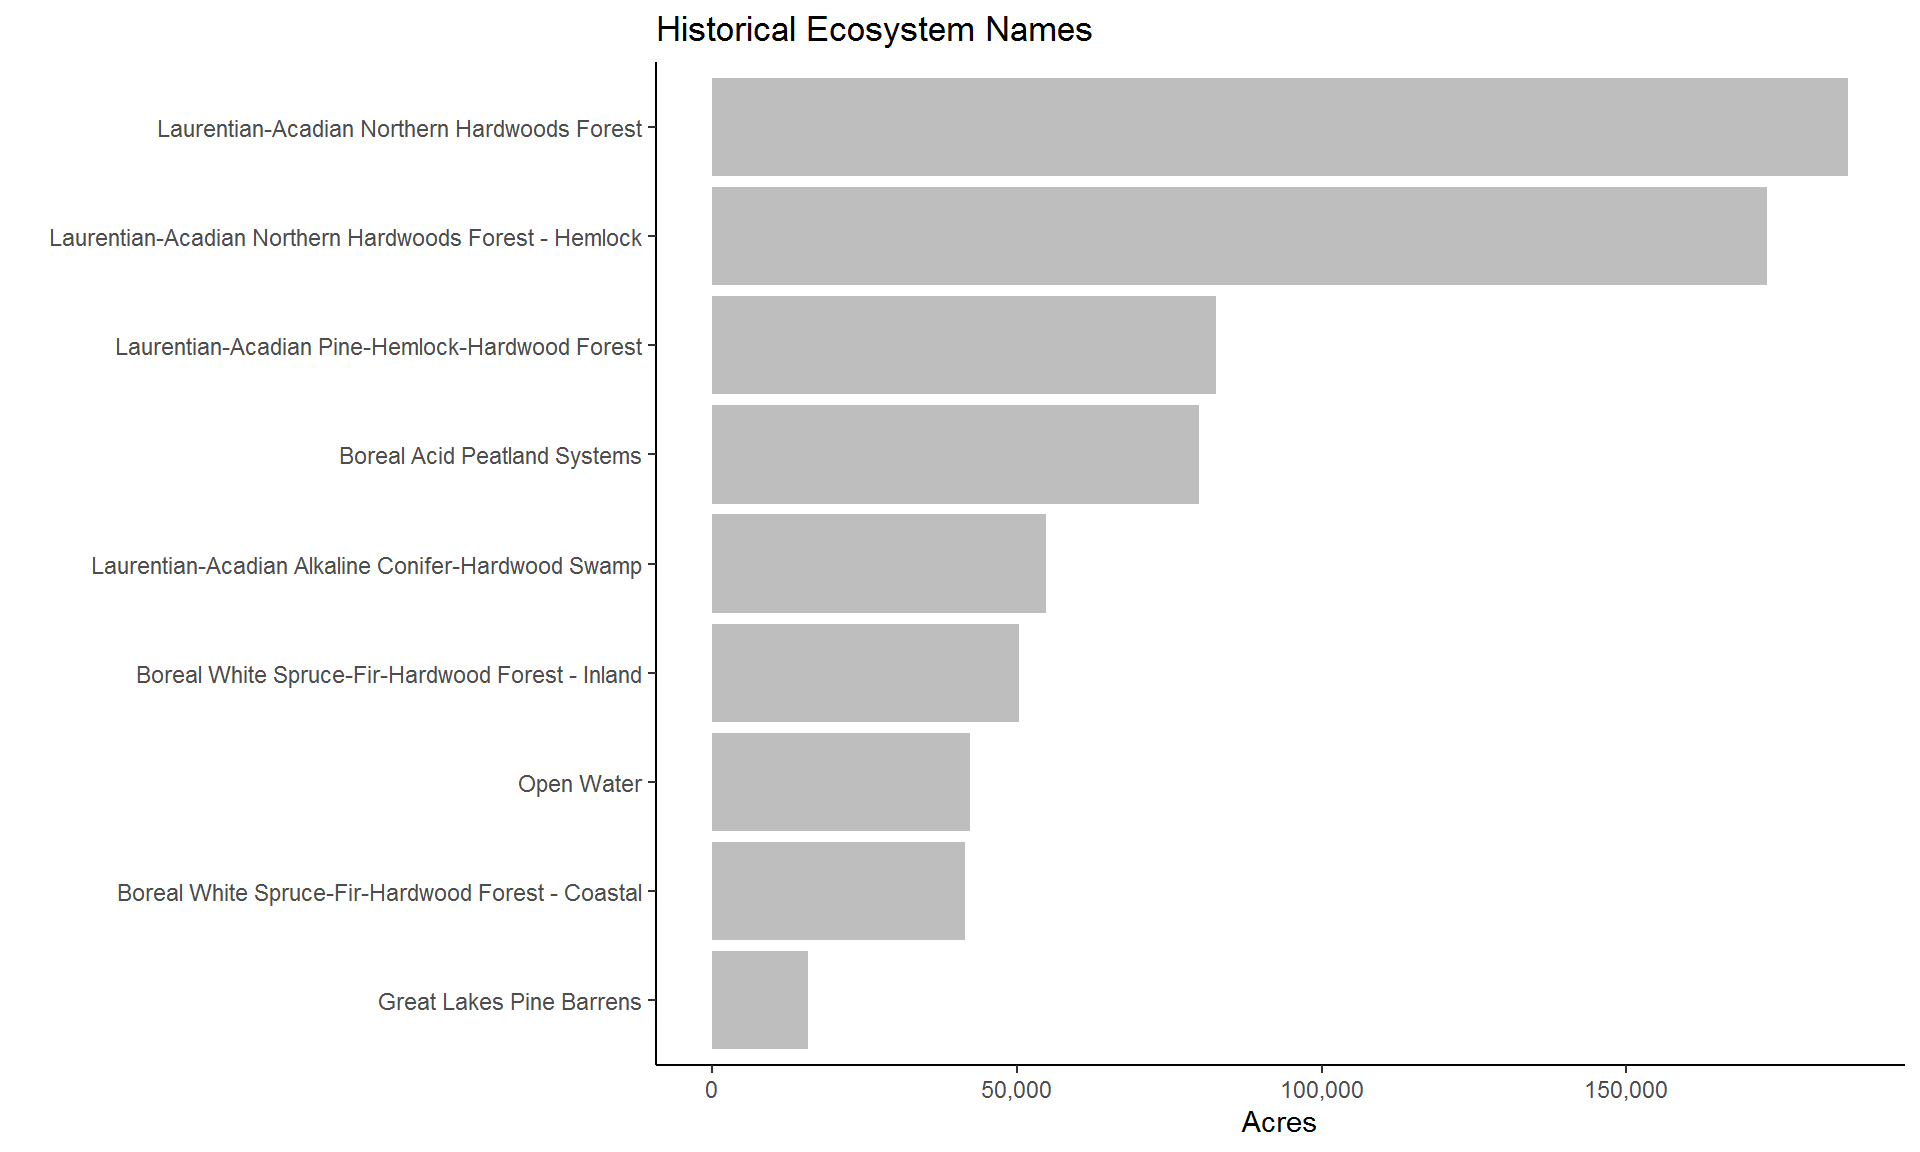 Historical Ecosystem Names
Laurentian-Acadian Northern Hardwoods Forest
Laurentian-Acadian Northern Hardwoods Forest - Hemlock
Laurentian-Acadian Pine-Hemlock-Hardwood Forest
Boreal Acid Peatland Systems
Laurentian-Acadian Alkaline Conifer-Hardwood Swamp
Boreal White Spruce-Fir-Hardwood Forest - Inland
Open Water
Boreal White Spruce-Fir-Hardwood Forest - Coastal
Great Lakes Pine Barrens
0 50,000 100,000 150,000
Acres